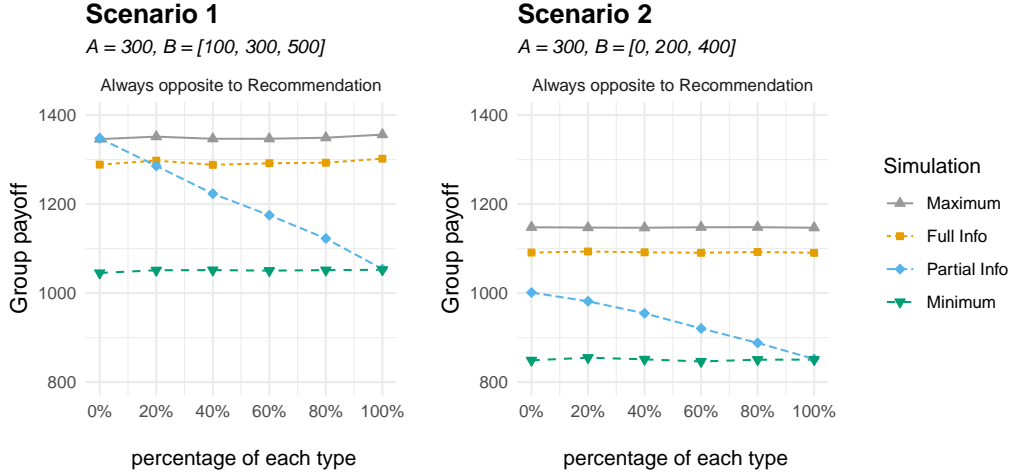 Scenario 1
A = 300, B = [100, 300, 500]
Always opposite to Recommendation
1400
1200
1000
800
Group payoff
0% 20% 40% 60% 80% 100%
percentage of each type
Scenario 2
A = 300, B = [0, 200, 400]
Always opposite to Recommendation
1400
1200
1000
800
Group payoff
0% 20% 40% 60% 80% 100%
percentage of each type
Simulation
Maximum
Full Info
Partial Info
Minimum